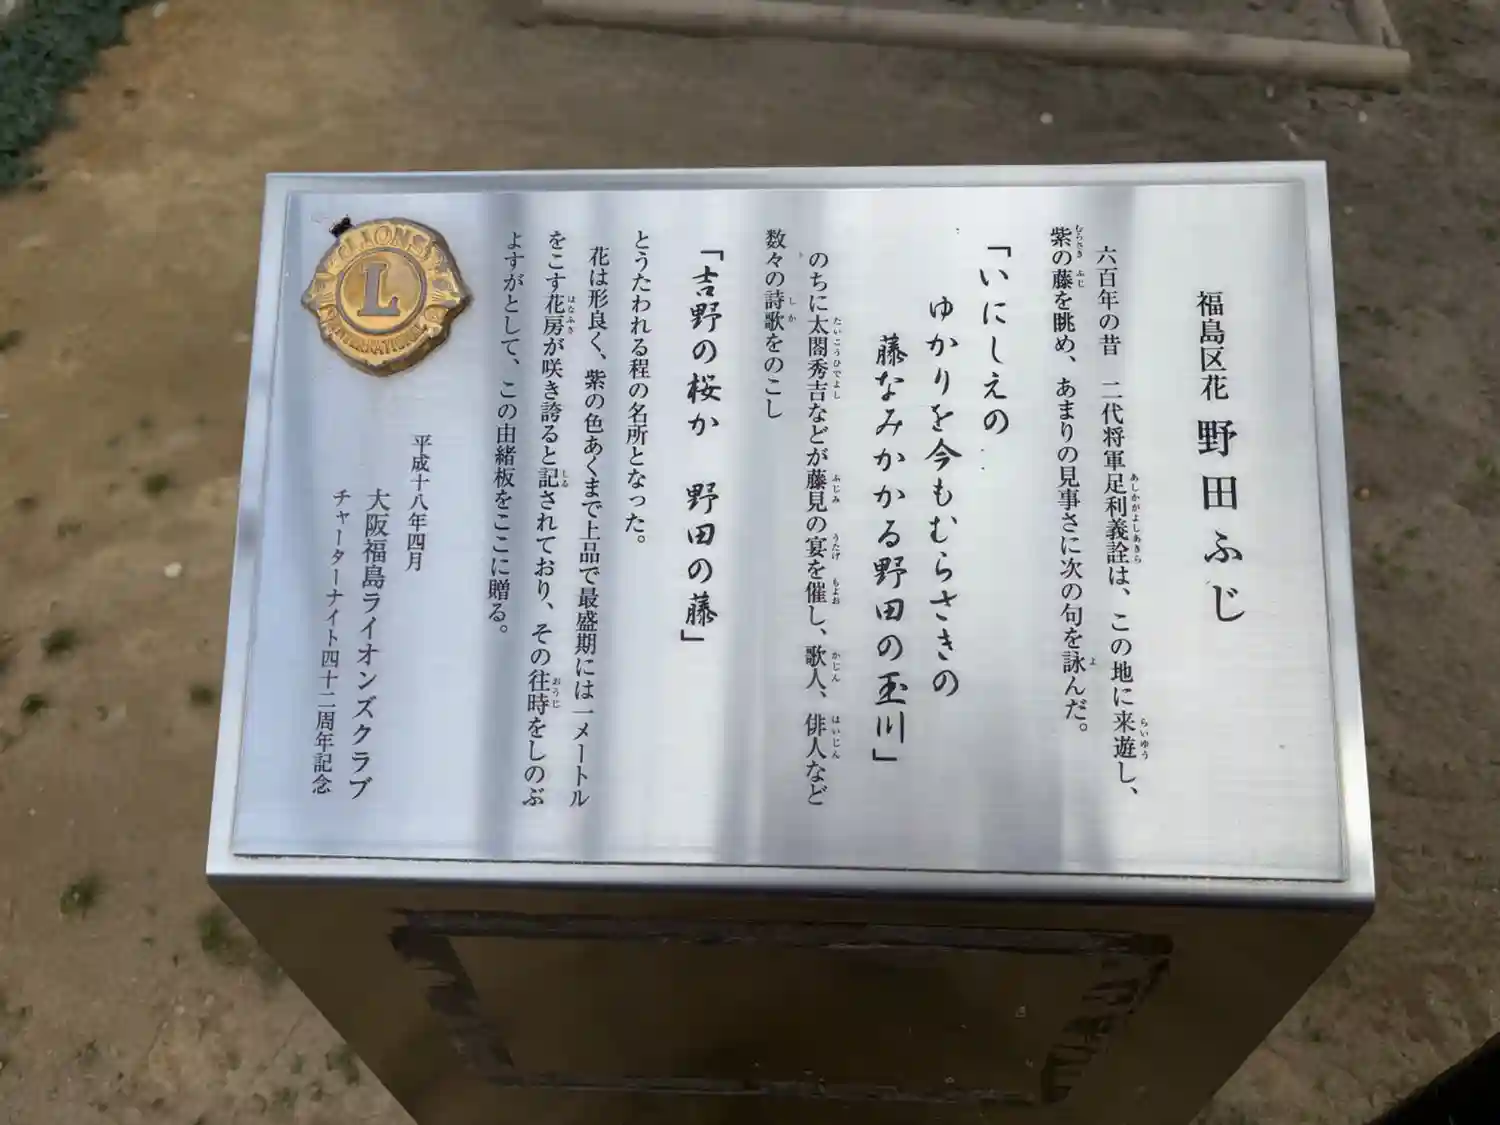 福島区花 野田ふじ
六百年の昔 二代将軍足利義詮は、この地に来遊し、
紫の藤を眺め、あまりの見事さに次の句を詠んだ。
「いにしえの
ゆかりを今もむらさきの
藤なみかかる野田の玉川」
のちに太閤秀吉などが藤見の宴を催し、歌人、俳人など
数々の詩歌をのこし
「吉野の桜か 野田の藤」
とうたわれる程の名所となった。
花は形良く、紫の色あくまで上品で最盛期には一メートル
をこす花房が咲き誇ると記されており、その往時をしのぶ
よすがとして、この由緒板をここに贈る。
平成十八年四月
大阪福島ライオンズクラブ
チャーターナイト四十二周年記念
LIONS
L
INTERNATIONAL